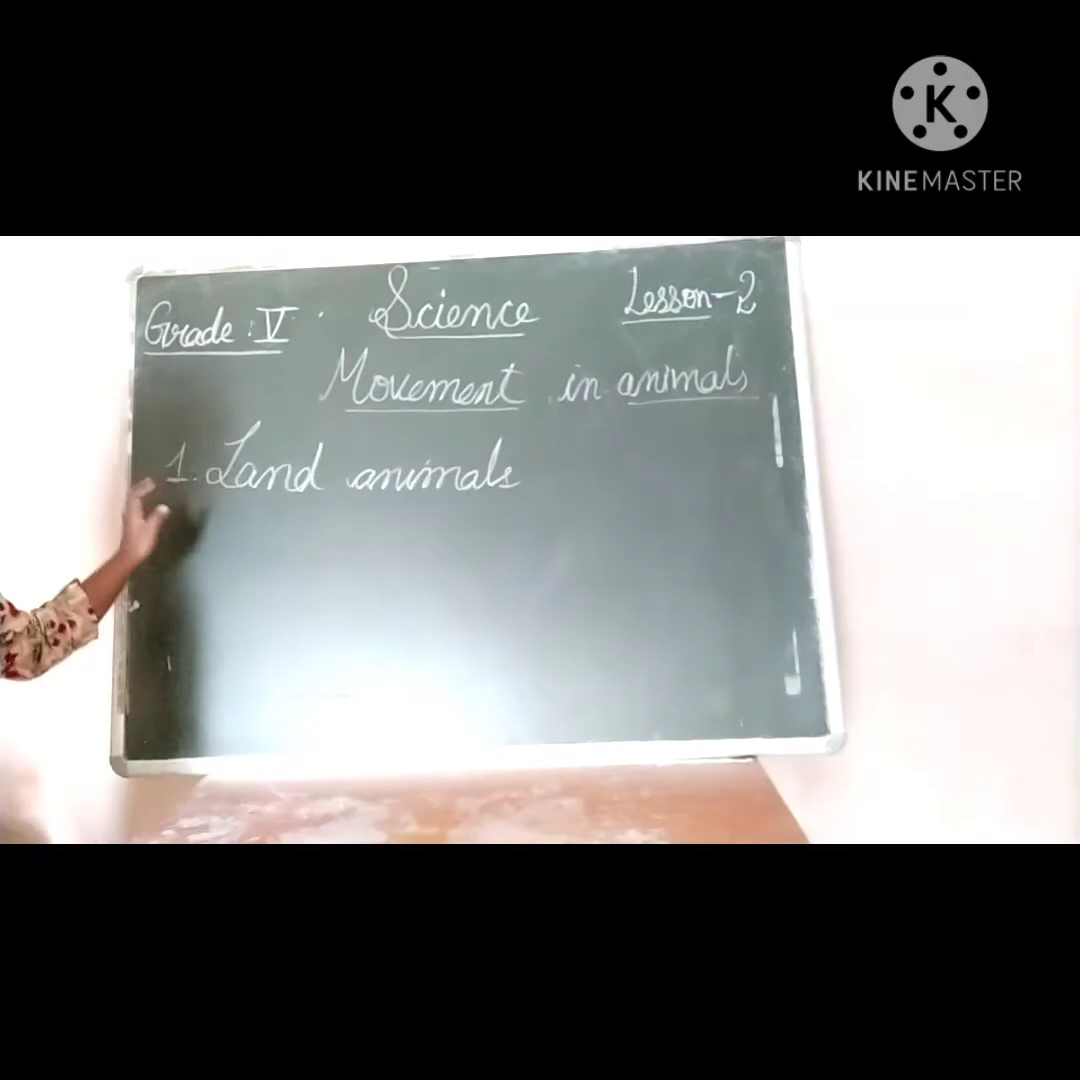 K
KINEMASTER
Grade : V Science Lesson-2
Movement in animals
1. Land animals